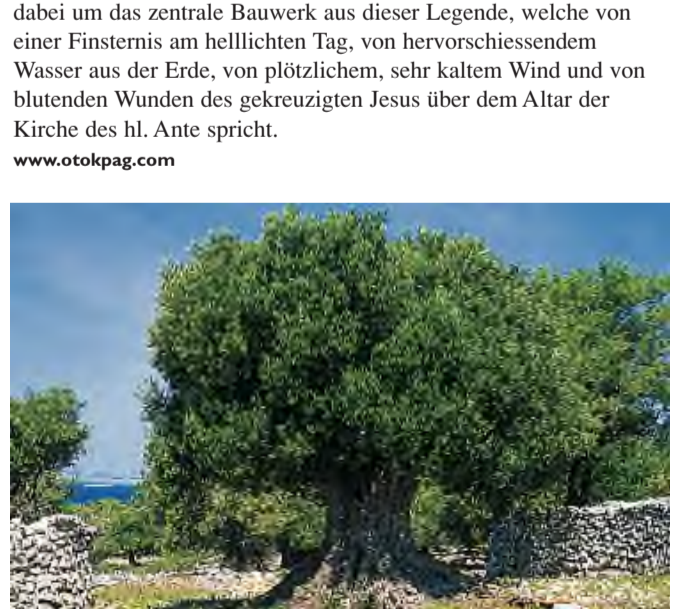 dabei um das zentrale Bauwerk aus dieser Legende, welche von
einer Finsternis am helllichten Tag, von hervorschiessendem
Wasser aus der Erde, von plötzlichem, sehr kaltem Wind und von
blutenden Wunden des gekreuzigten Jesus über dem Altar der
Kirche des hl. Ante spricht.
www.otokpag.com